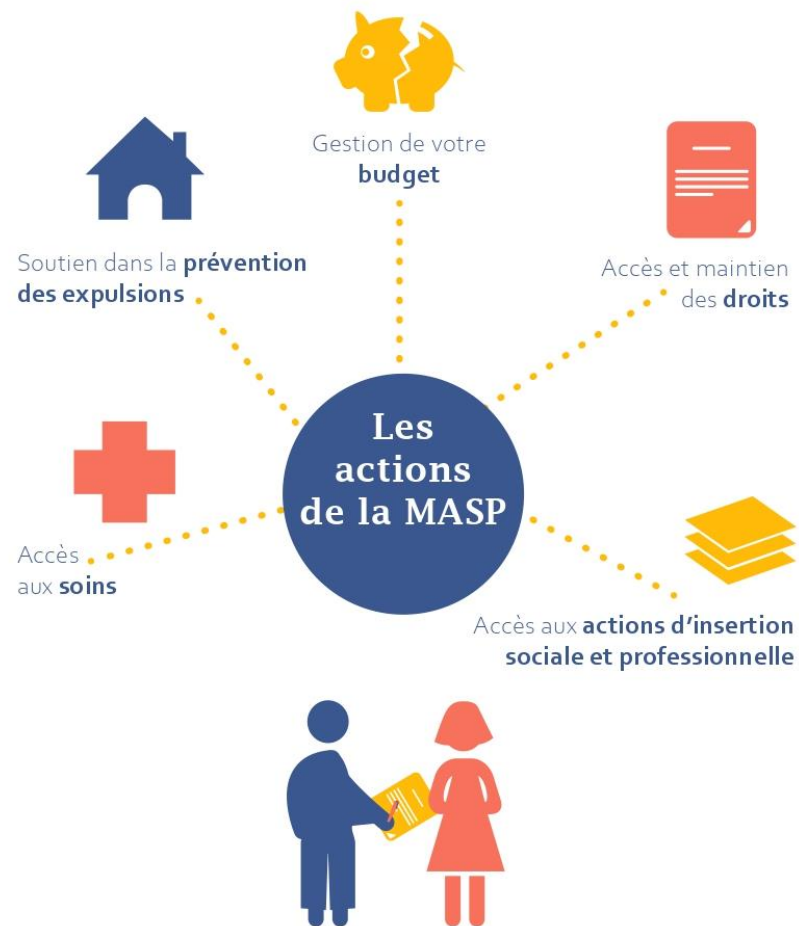 Gestion de votre
budget
Soutien dans la prévention
des expulsions
Accès et maintien
des droits
Les
actions
de la MASP
Accès
aux soins
Accès aux actions d’insertion
sociale et professionnelle